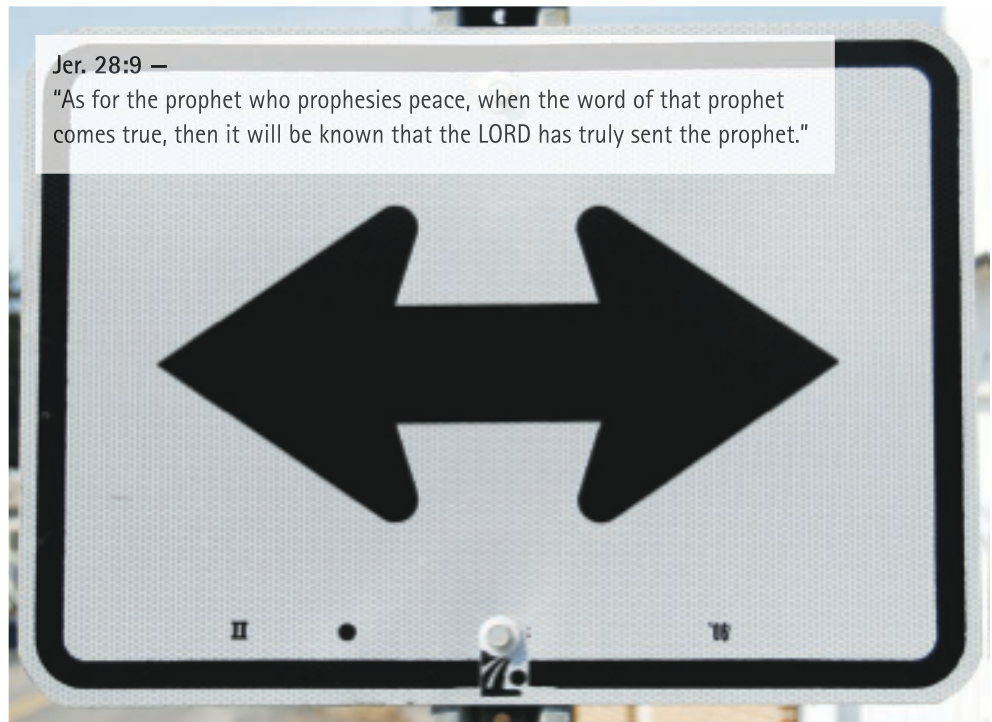 Jer. 28:9 —
“As for the prophet who prophesies peace, when the word of that prophet
comes true, then it will be known that the LORD has truly sent the prophet.”
II